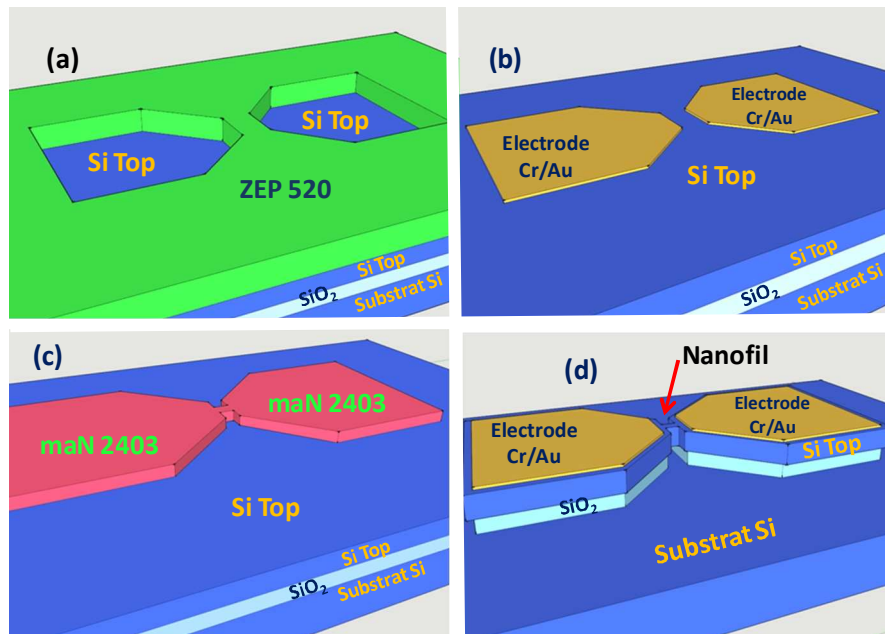 (a)
Si Top
Si Top
ZEP 520
Si Top
SiO₂
Substrat Si
(b)
Electrode
Cr/Au
Electrode
Cr/Au
Si Top
Si Top
SiO₂
Substrat Si
(c)
maN 2403
maN 2403
Si Top
Si Top
SiO₂
Substrat Si
Nanofil
(d)
Electrode
Cr/Au
Electrode
Cr/Au
Si Top
SiO₂
Substrat Si